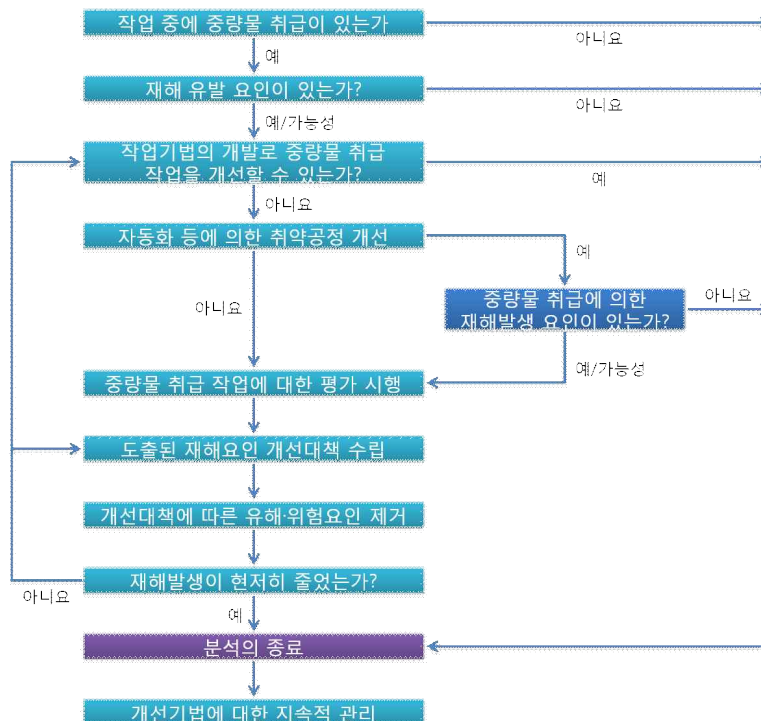 작업 중에 중량물 취급이 있는가
아니요
예
재해 유발 요인이 있는가?
아니요
예/가능성
작업기법의 개발로 중량물 취급
작업을 개선할 수 있는가?
예
아니요
자동화 등에 의한 취약공정 개선
예
아니요
중량물 취급에 의한
재해발생 요인이 있는가?
아니요
예/가능성
중량물 취급 작업에 대한 평가 시행
도출된 재해요인 개선대책 수립
개선대책에 따른 유해·위험요인 제거
재해발생이 현저히 줄었는가?
아니요
예
분석의 종료
개선기법에 대한 지속적 관리